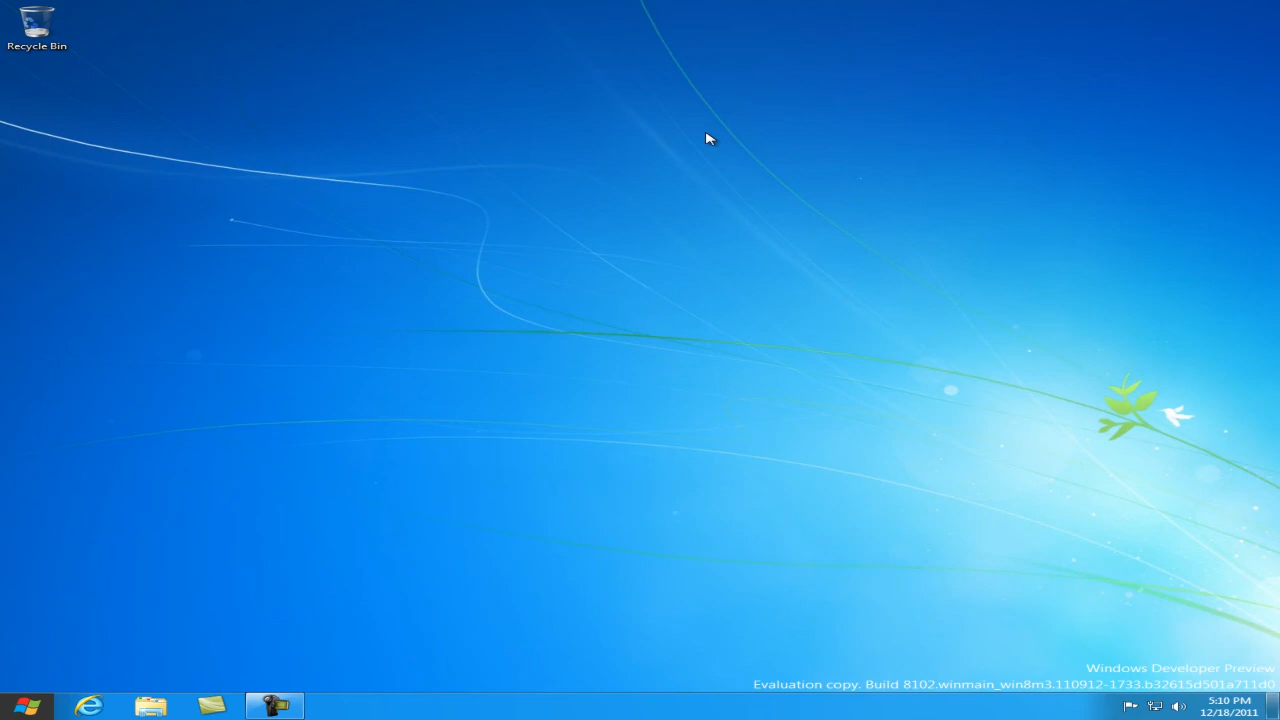 Recycle Bin
Windows Developer Preview
Evaluation copy. Build 8102.winmain_win8m3.110912-1733.b32615d501a711d0
5:10 PM
12/18/2011